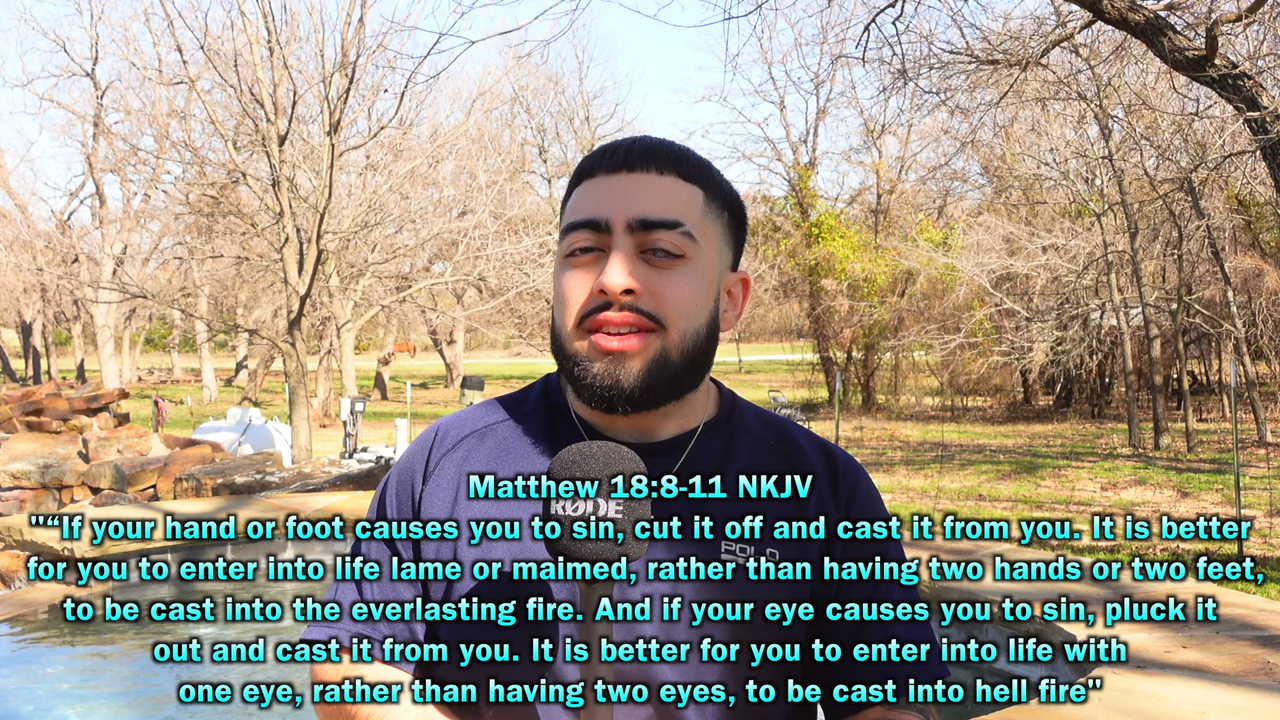 Matthew 18:8-11 NKJV
RØDE
"“If your hand or foot causes you to sin, cut it off and cast it from you. It is better
POLO
for you to enter into life lame or maimed, rather than having two hands or two feet,
to be cast into the everlasting fire. And if your eye causes you to sin, pluck it
out and cast it from you. It is better for you to enter into life with
one eye, rather than having two eyes, to be cast into hell fire"